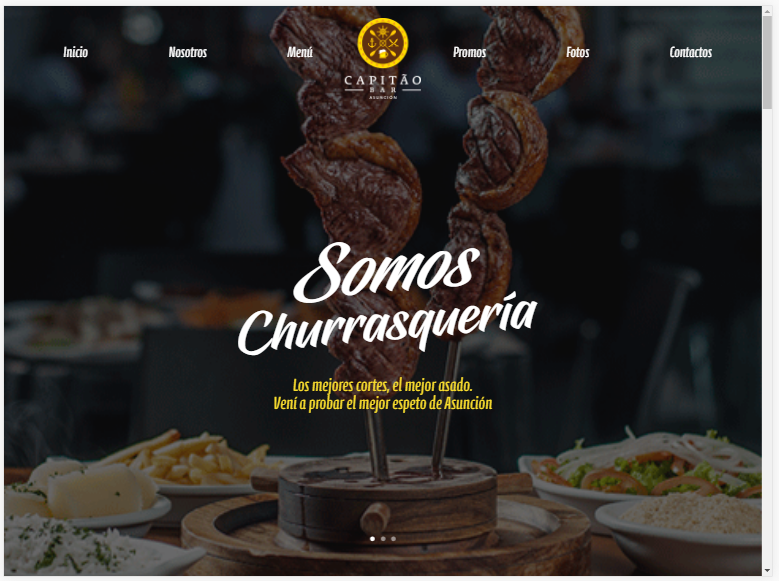 Inicio
Nosotros
Menú
CAPITÃO
BAR
ASUNCIÓN
Promos
Fotos
Contactos
Somos
Churrasquería
Los mejores cortes, el mejor asado.
Vení a probar el mejor espeto de Asunción